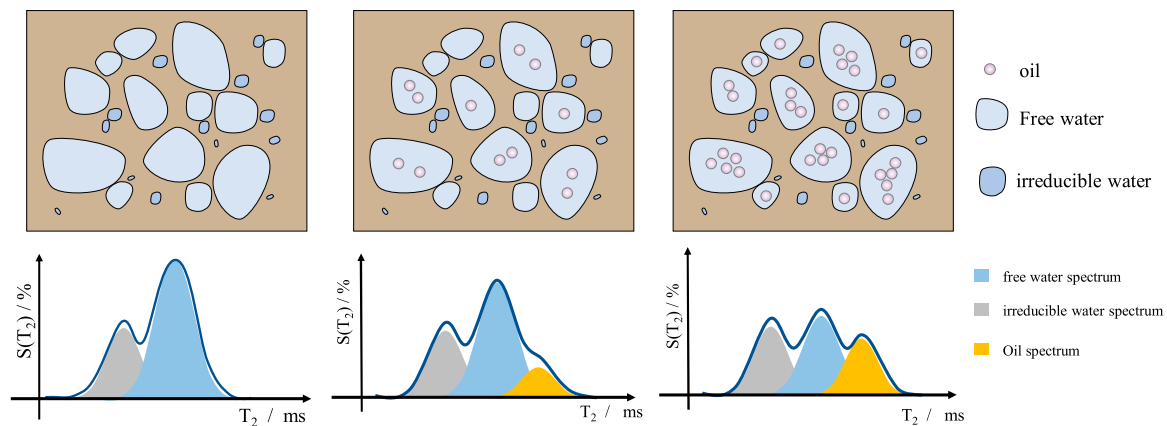 oil
Free water
irreducible water
S(T2) / %
T2 / ms
S(T2) / %
T2 / ms
S(T2) / %
T2 / ms
free water spectrum
irreducible water spectrum
Oil spectrum